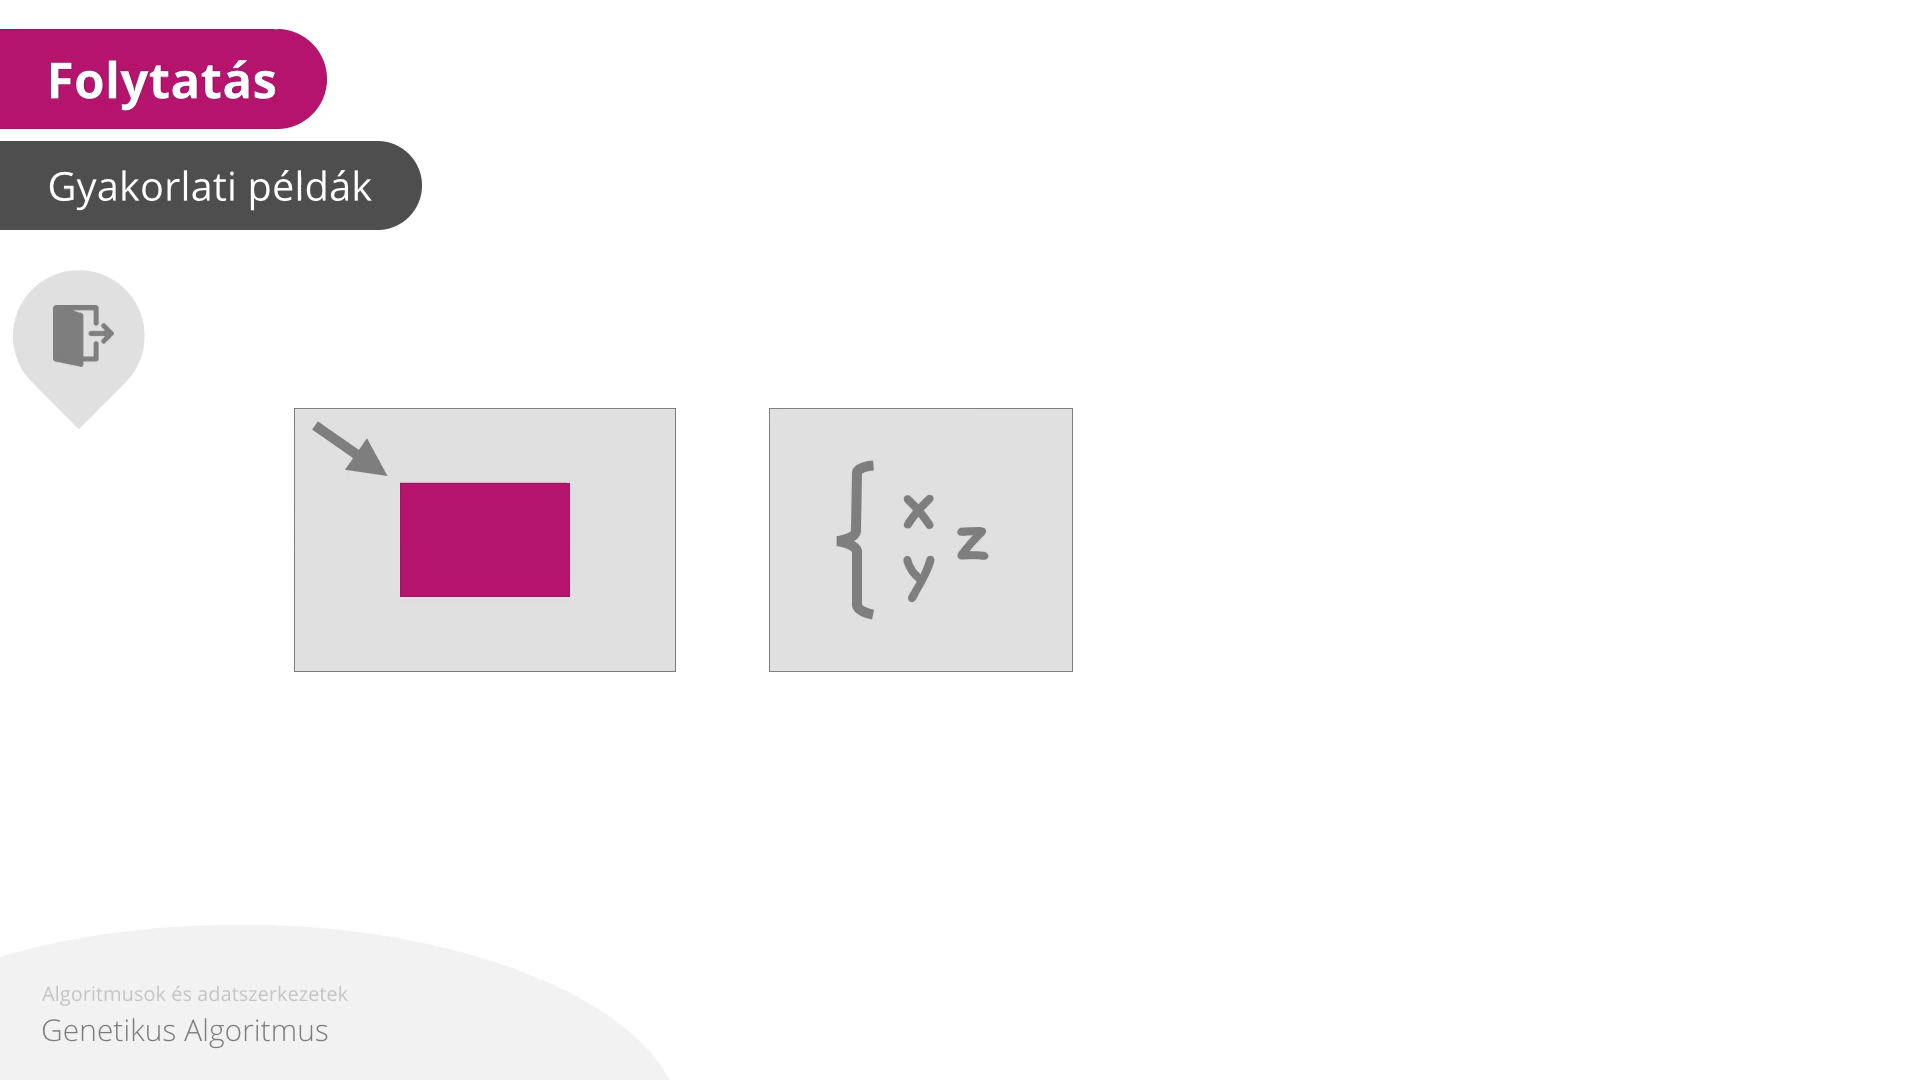 Folytatás
Gyakorlati példák
{ x
y z
Algoritmusok és adatszerkezetek
Genetikus Algoritmus